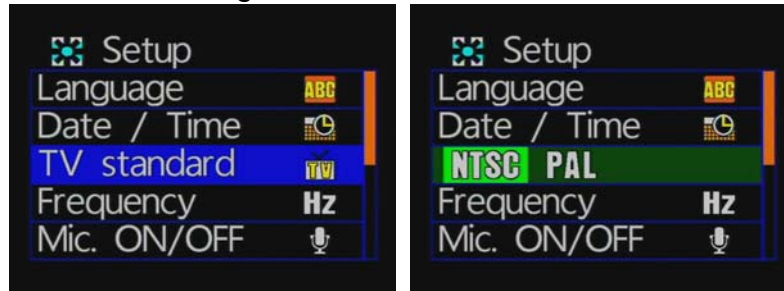 Setup
Language ABC
Date / Time
TV standard TV
Frequency Hz
Mic. ON/OFF
Setup
Language ABC
Date / Time
NTSC PAL
Frequency Hz
Mic. ON/OFF